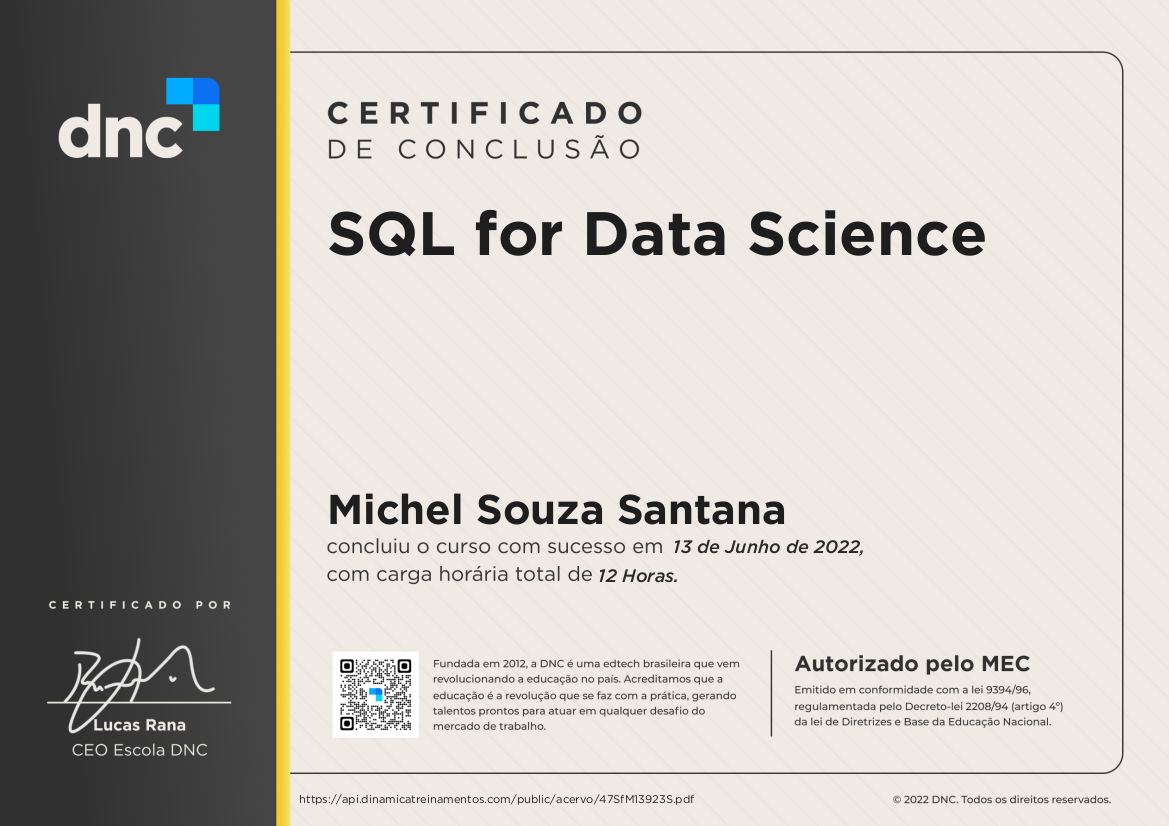 dnc
CERTIFICADO
DE CONCLUSÃO
SQL for Data Science
Michel Souza Santana
concluiu o curso com sucesso em 13 de Junho de 2022,
com carga horária total de 12 Horas.
CERTIFICADO POR
Lucas Rana
CEO Escola DNC
Fundada em 2012, a DNC é uma edtech brasileira que vem
revolucionando a educação no país. Acreditamos que a
educação é a revolução que se faz com a prática, gerando
talentos prontos para atuar em qualquer desafio do
mercado de trabalho.
Autorizado pelo MEC
Emitido em conformidade com a lei 9394/96,
regulamentada pelo Decreto-lei 2208/94 (artigo 4º)
da lei de Diretrizes e Base da Educação Nacional.
https://api.dinamicatreinamentos.com/public/acervo/47SfM13923S.pdf
© 2022 DNC. Todos os direitos reservados.